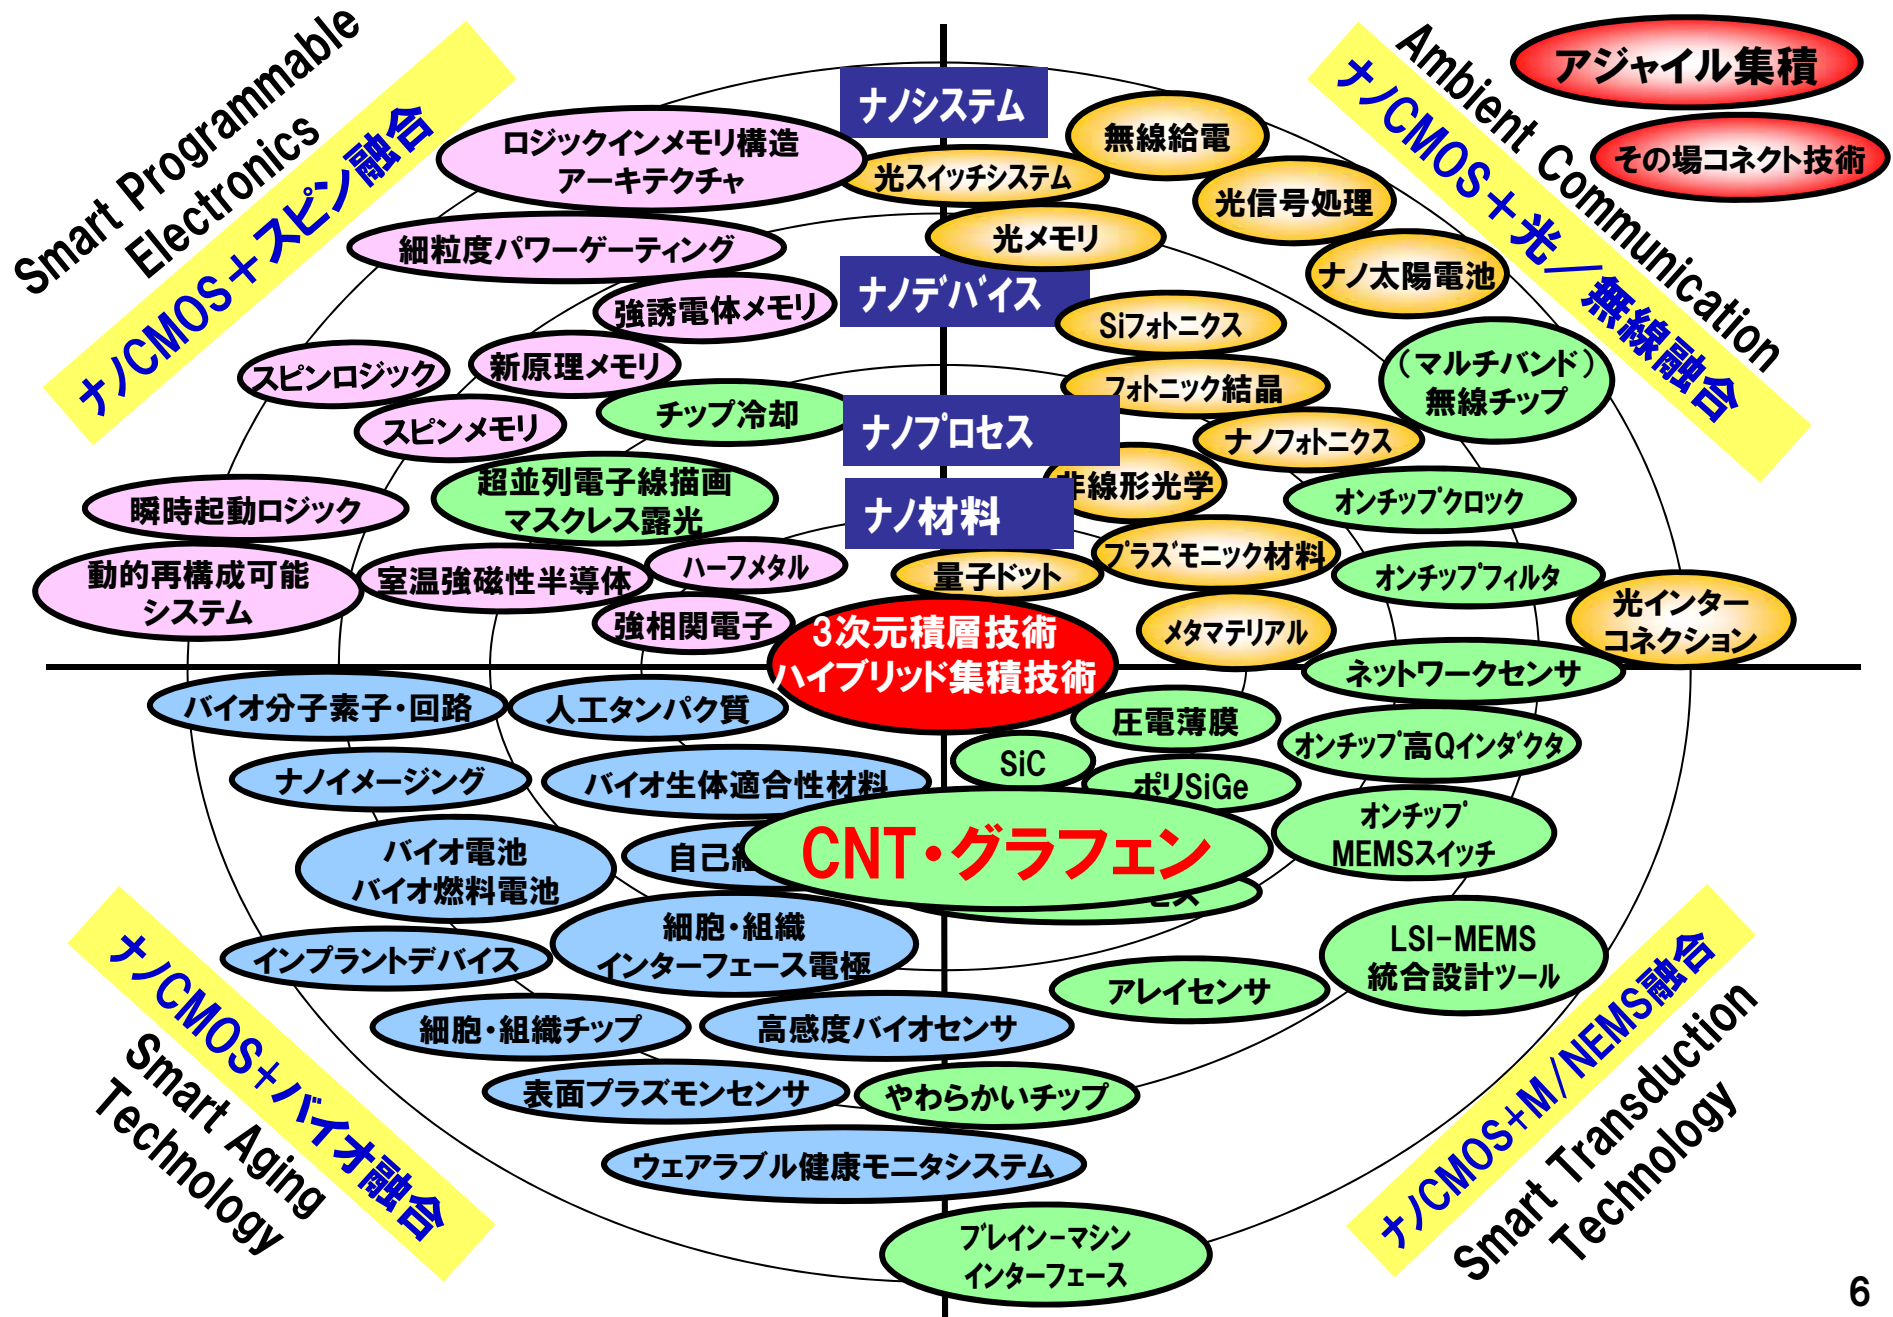 Smart Programmable
Electronics
ナノCMOS＋スピン融合
Ambient Communication
ナノCMOS＋光／無線融合
アジャイル集積
その場コネクト技術
ナノシステム
ロジックインメモリ構造
アーキテクチャ
無線給電
光スイッチシステム
光信号処理
細粒度パワーゲーティング
光メモリ
ナノ太陽電池
ナノデバイス
強誘電体メモリ
Siフォトニクス
スピンロジック
新原理メモリ
フォトニック結晶
（マルチバンド）
無線チップ
スピンメモリ
チップ冷却
ナノプロセス
ナノフォトニクス
超並列電子線描画
マスクレス露光
非線形光学
オンチップクロック
瞬時起動ロジック
ナノ材料
動的再構成可能
システム
室温強磁性半導体
ハーフメタル
量子ドット
プラズモニック材料
オンチップフィルタ
光インター
コネクション
強相関電子
3次元積層技術
ハイブリッド集積技術
メタマテリアル
ネットワークセンサ
バイオ分子素子・回路
人工タンパク質
圧電薄膜
オンチップ高Qインダクタ
ナノイメージング
バイオ生体適合性材料
SiC
ポリSiGe
バイオ電池
バイオ燃料電池
自己
CNT・グラフェン
オンチップ
MEMSスイッチ
セス
細胞・組織
インターフェース電極
LSI-MEMS
統合設計ツール
インプラントデバイス
アレイセンサ
細胞・組織チップ
高感度バイオセンサ
表面プラズモンセンサ
やわらかいチップ
ウェアラブル健康モニタシステム
ブレイン-マシン
インターフェース
ナノCMOS+バイオ融合
Smart Aging
Technology
ナノCMOS+M/NEMS融合
Smart Transduction
Technology
6